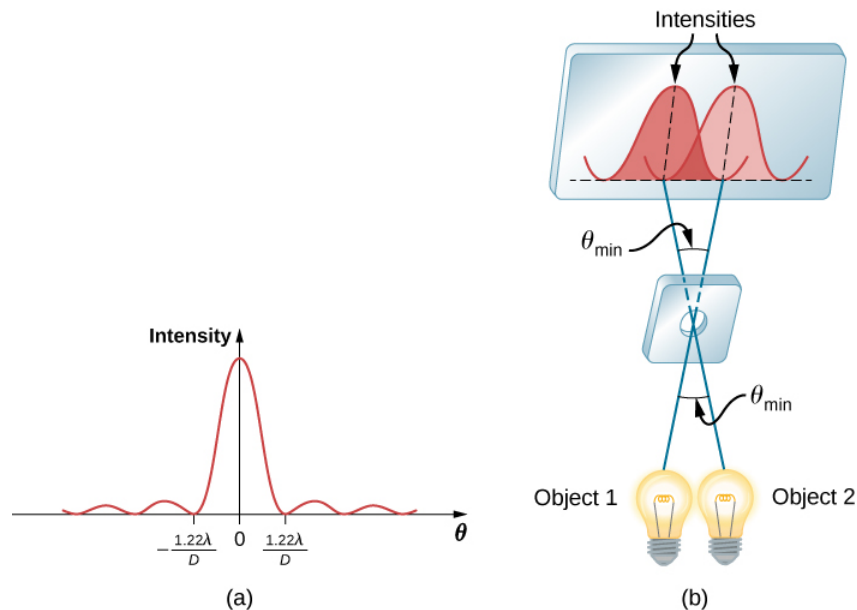 Intensity
−1.22λ/D
0
1.22λ/D
θ
(a)
Intensities
θmin
θmin
Object 1
Object 2
(b)